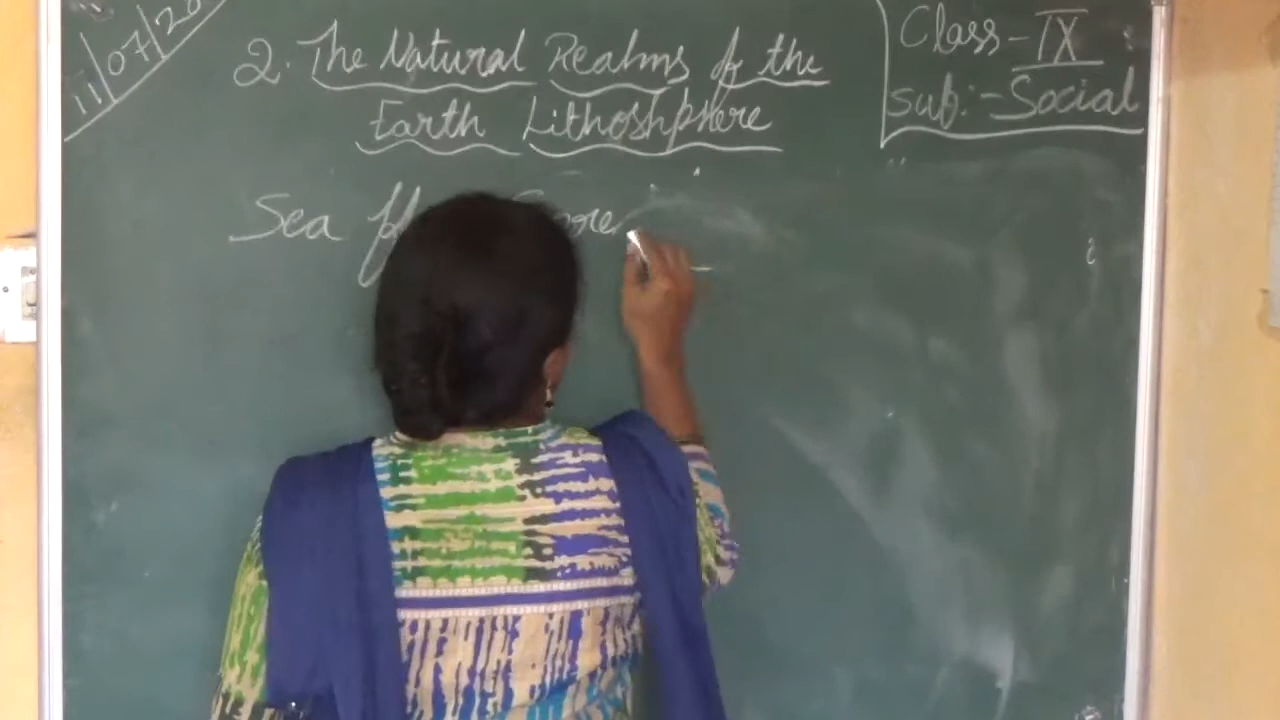 11/07/20
2. The Natural Realms of the
Earth Lithoshphere
Class - IX
Sub:- Social
Sea